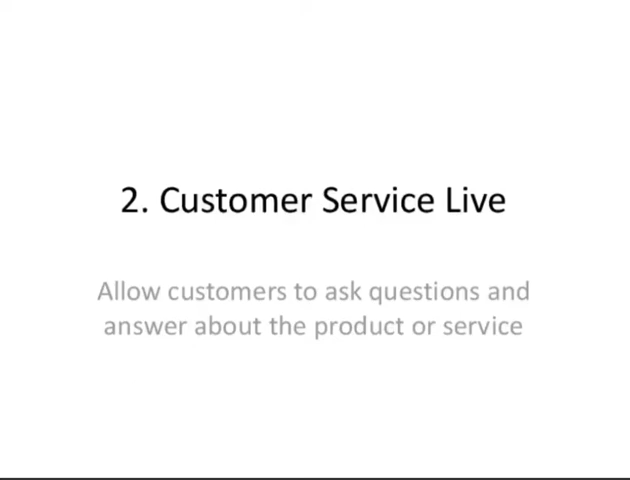 2. Customer Service Live
Allow customers to ask questions and
answer about the product or service